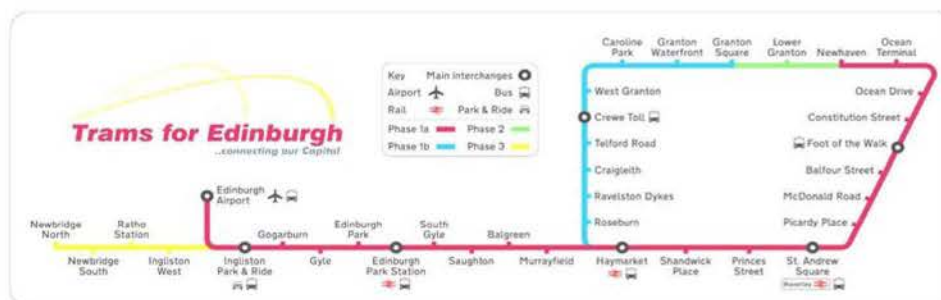 Trams for Edinburgh
...connecting our Capital
Key Main interchanges
Airport Bus
Rail Park & Ride
Phase 1a Phase 2
Phase 1b Phase 3
Caroline
Park
Granton
Waterfront
Granton
Square
Lower
Granton
Newhaven
Ocean
Terminal
West Granton
Crewe Toll
Telford Road
Craigleith
Ravelston Dykes
Roseburn
Ocean Drive
Constitution Street
Foot of the Walk
Balfour Street
McDonald Road
Picardy Place
Edinburgh
Airport
Newbridge
North
Newbridge
South
Ratho
Station
Ingliston
West
Ingliston
Park & Ride
Gogarburn
Gyle
Edinburgh
Park
Edinburgh
Park Station
South
Gyle
Saughton
Balgreen
Murrayfield
Haymarket
Shandwick
Place
Princes
Street
St. Andrew
Square
Waverley